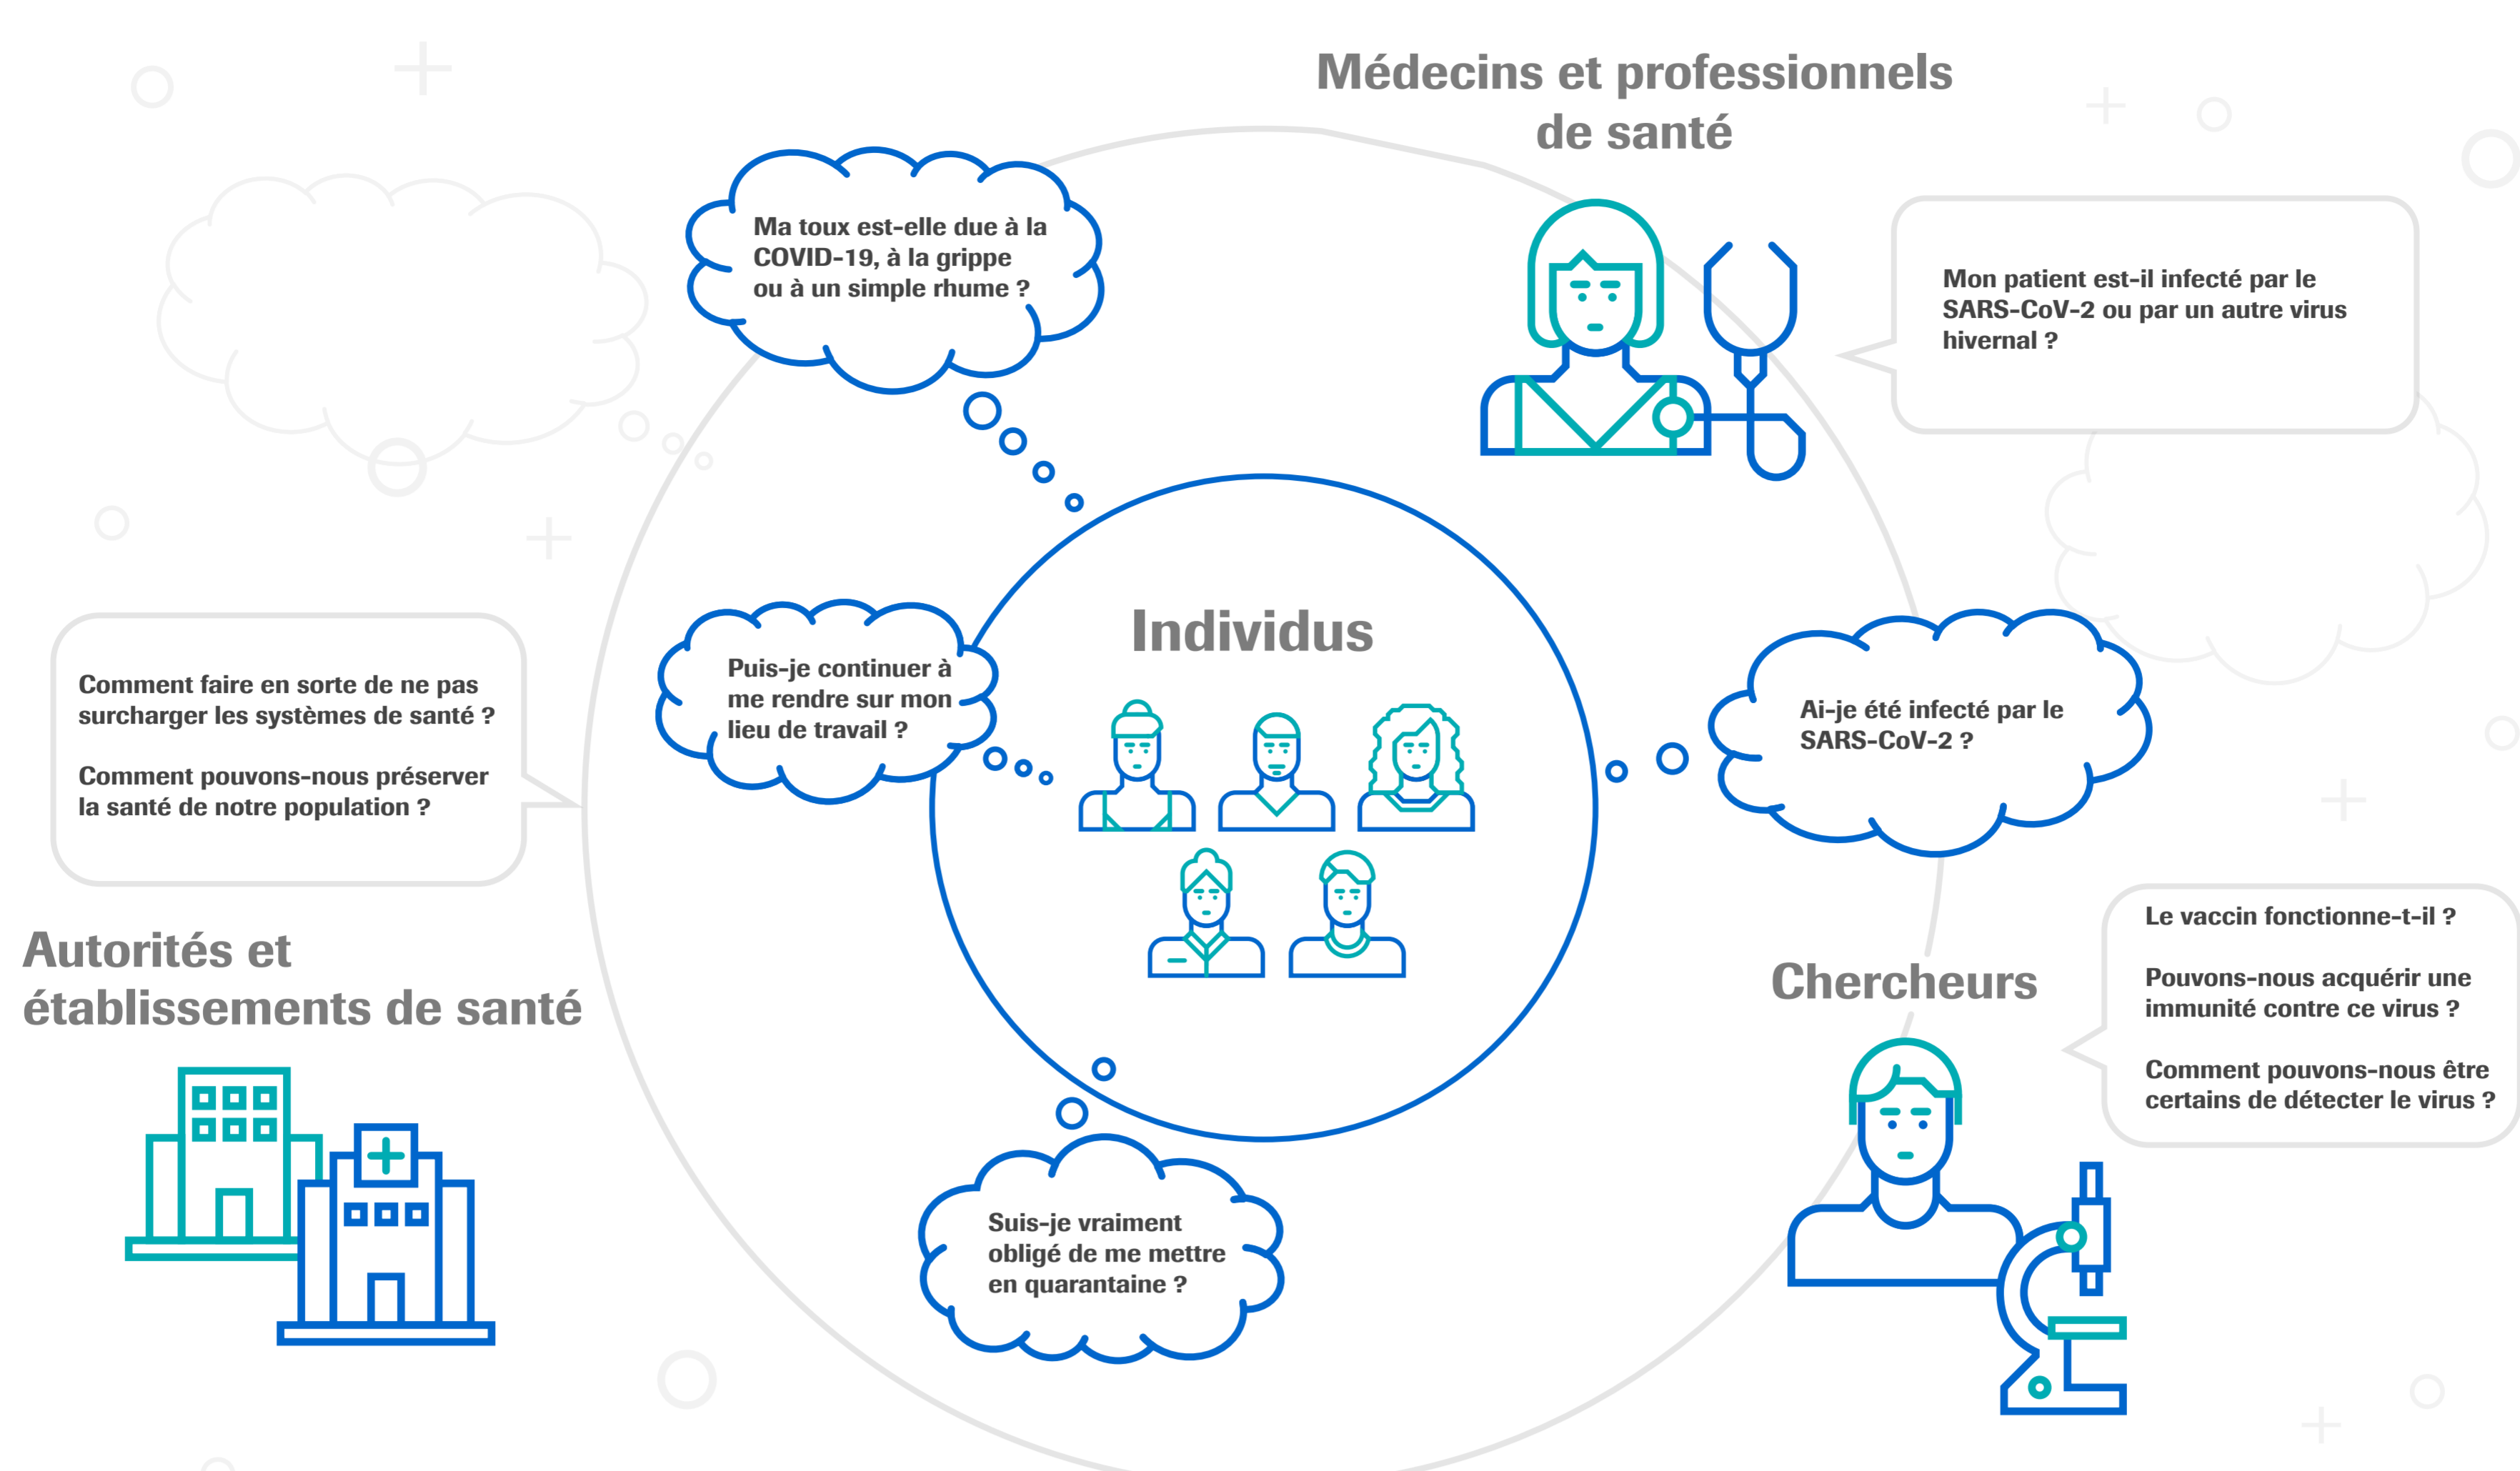 Médecins et professionnels
de santé
Ma toux est-elle due à la
COVID-19, à la grippe
ou à un simple rhume ?
Mon patient est-il infecté par le
SARS-CoV-2 ou par un autre virus
hivernal ?
Individus
Puis-je continuer à
me rendre sur mon
lieu de travail ?
Comment faire en sorte de ne pas
surcharger les systèmes de santé ?
Comment pouvons-nous préserver
la santé de notre population ?
Ai-je été infecté par le
SARS-CoV-2 ?
Autorités et
établissements de santé
Chercheurs
Le vaccin fonctionne-t-il ?
Pouvons-nous acquérir une
immunité contre ce virus ?
Comment pouvons-nous être
certains de détecter le virus ?
Suis-je vraiment
obligé de me mettre
en quarantaine ?